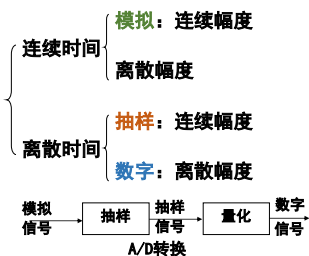 模拟：连续幅度
连续时间
离散幅度
抽样：连续幅度
离散时间
数字：离散幅度
模拟
信号
抽样
抽样
信号
量化
数字
信号
A/D转换